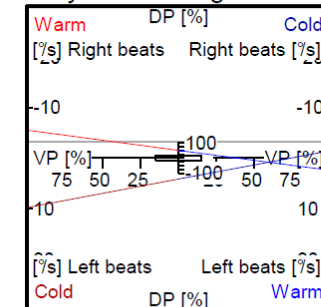 Warm DP [%] Cold
[°/s] Right beats Right beats [°/s]
-10 -10
100
VP [%] VP [%]
75 50 25 50 75
-100
10 10
[°/s] Left beats Left beats [°/s]
Cold DP [%] Warm